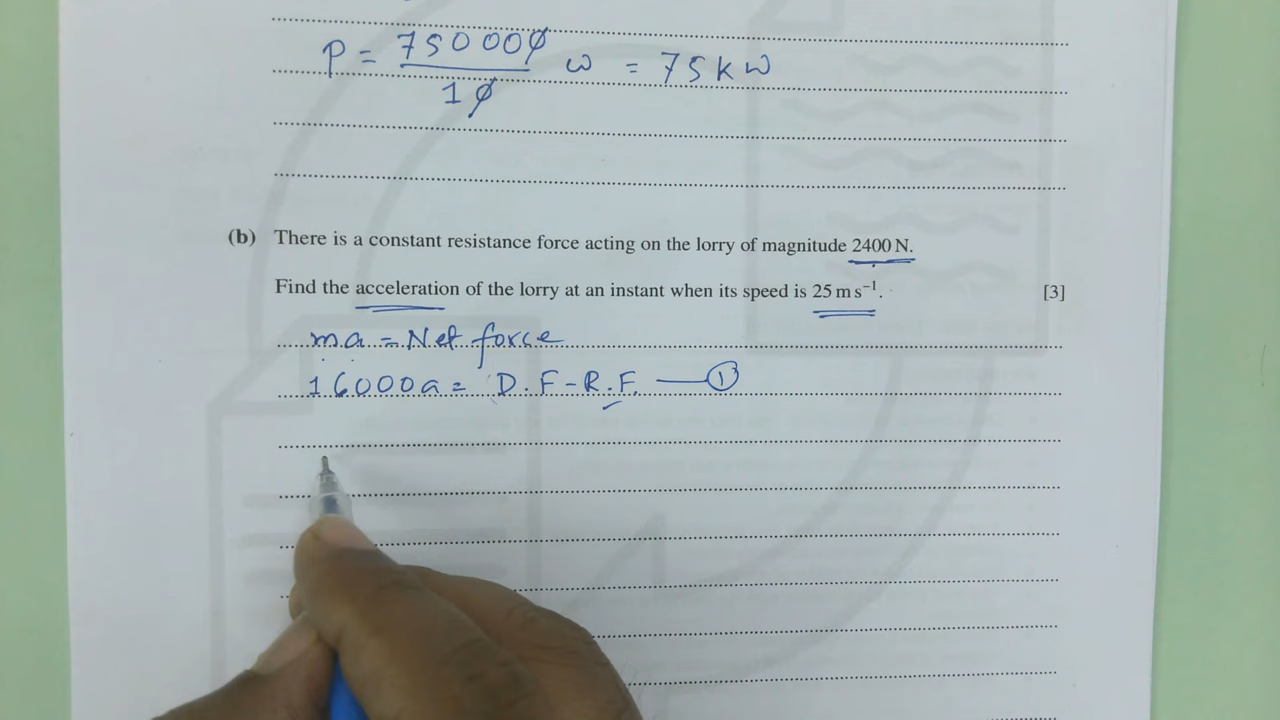 P = 750000/10 W = 75 kW
(b) There is a constant resistance force acting on the lorry of magnitude 2400 N.
Find the acceleration of the lorry at an instant when its speed is 25 m s⁻¹. [3]
ma = Net force
16000a = D.F - R.F. — ①